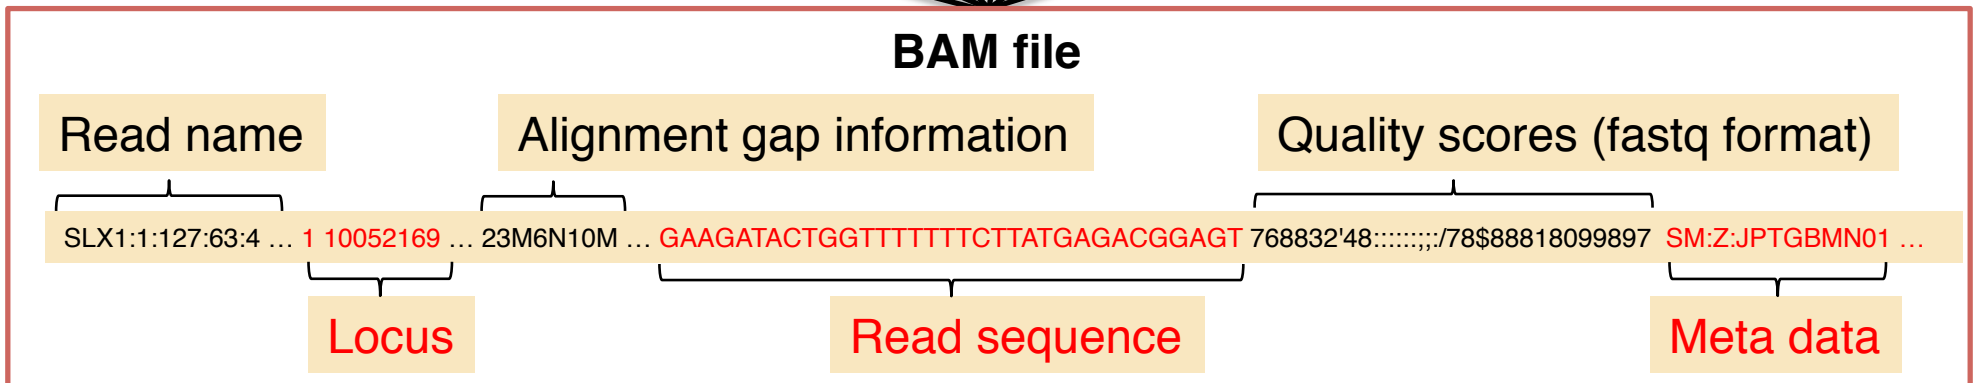 BAM file
Read name Alignment gap information Quality scores (fastq format)
SLX1:1:127:63:4 … 1 10052169 … 23M6N10M … GAAGATACTGGTTTTTTTCTTATGAGACGGAGT 768832'48::::::;;:/78$88818099897 SM:Z:JPTGBMN01 …
Locus Read sequence Meta data